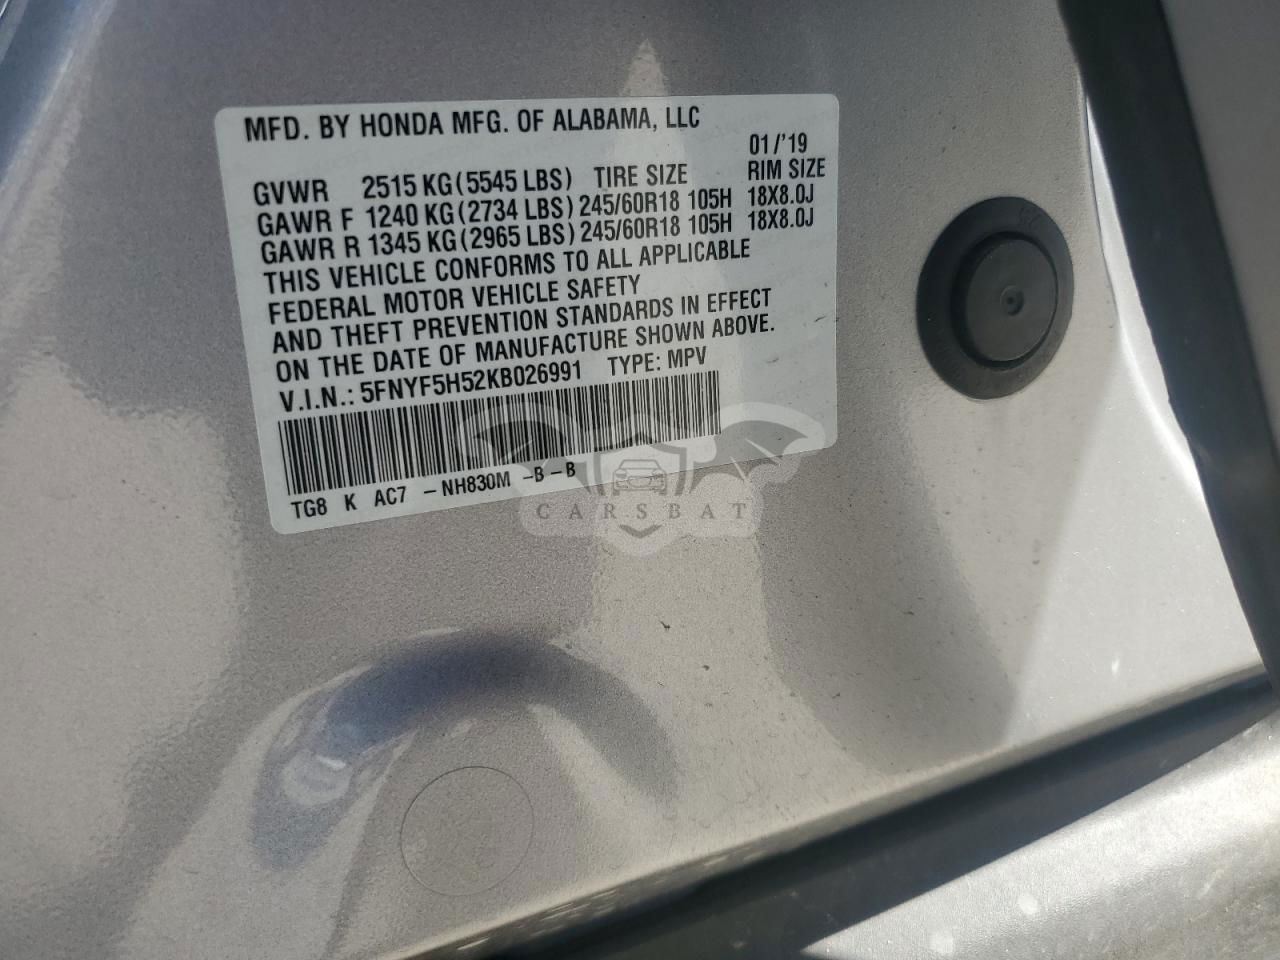 MFD. BY HONDA MFG. OF ALABAMA, LLC
01/'19
GVWR 2515 KG (5545 LBS) TIRE SIZE RIM SIZE
GAWR F 1240 KG (2734 LBS) 245/60R18 105H 18X8.0J
GAWR R 1345 KG (2965 LBS) 245/60R18 105H 18X8.0J
THIS VEHICLE CONFORMS TO ALL APPLICABLE
FEDERAL MOTOR VEHICLE SAFETY
AND THEFT PREVENTION STANDARDS IN EFFECT
ON THE DATE OF MANUFACTURE SHOWN ABOVE.
V.I.N.: 5FNYF5H52KB026991 TYPE: MPV
TG8 K AC7 -NH830M -B-B
CARSBAT